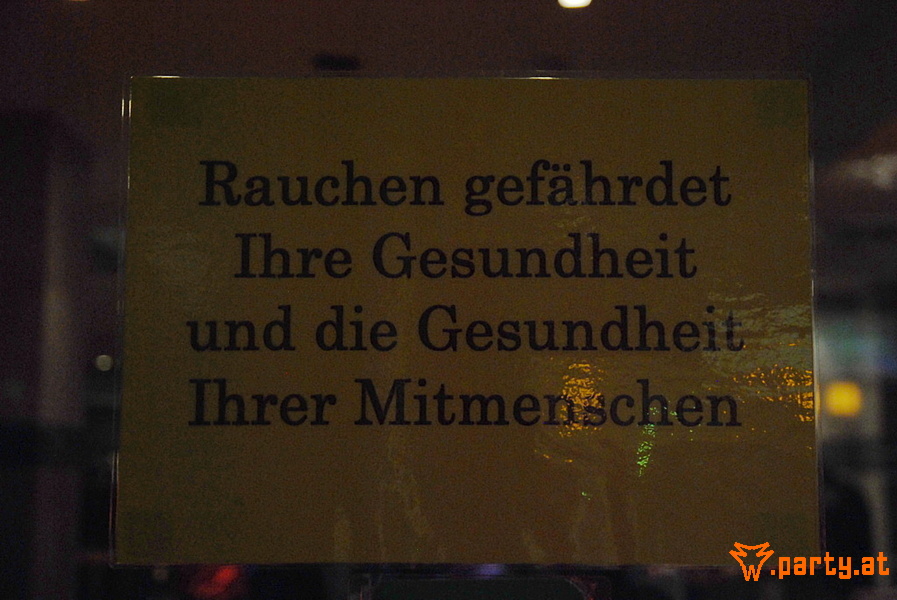 Rauchen gefährdet
Ihre Gesundheit
und die Gesundheit
Ihrer Mitmenschen
.party.at